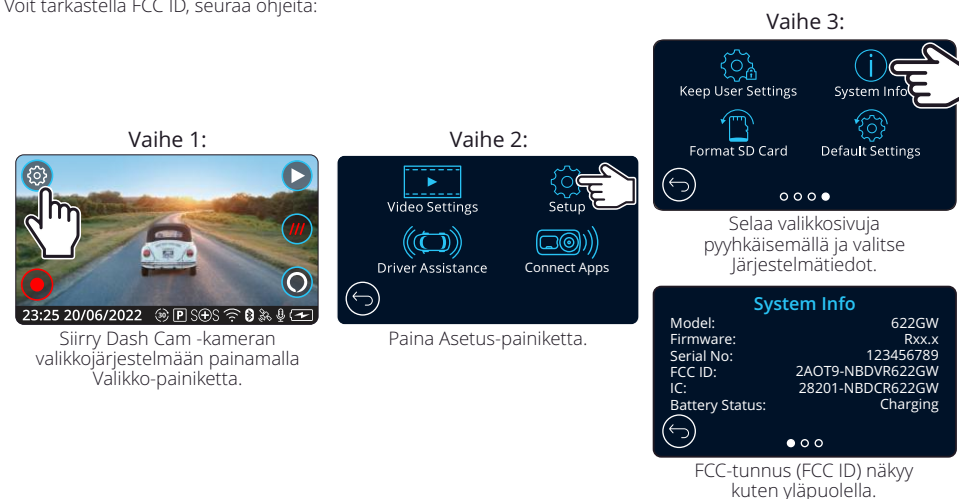 Voit tarkastella FCC ID, seuraa ohjeita:
Vaihe 1:
23:25 20/06/2022 30 P SOS
Siirry Dash Cam -kameran
valikkojärjestelmään painamalla
Valikko-painiketta.
Vaihe 2:
Video Settings
Setup
Driver Assistance
Connect Apps
Paina Asetus-painiketta.
Vaihe 3:
Keep User Settings
System Info
Format SD Card
Default Settings
Selaa valikkosivuja
pyyhkäisemällä ja valitse
Järjestelmätiedot.
System Info
Model: 622GW
Firmware: Rxx.x
Serial No: 123456789
FCC ID: 2AOT9-NBDVR622GW
IC: 28201-NBDCR622GW
Battery Status: Charging
FCC-tunnus (FCC ID) näkyy
kuten yläpuolella.